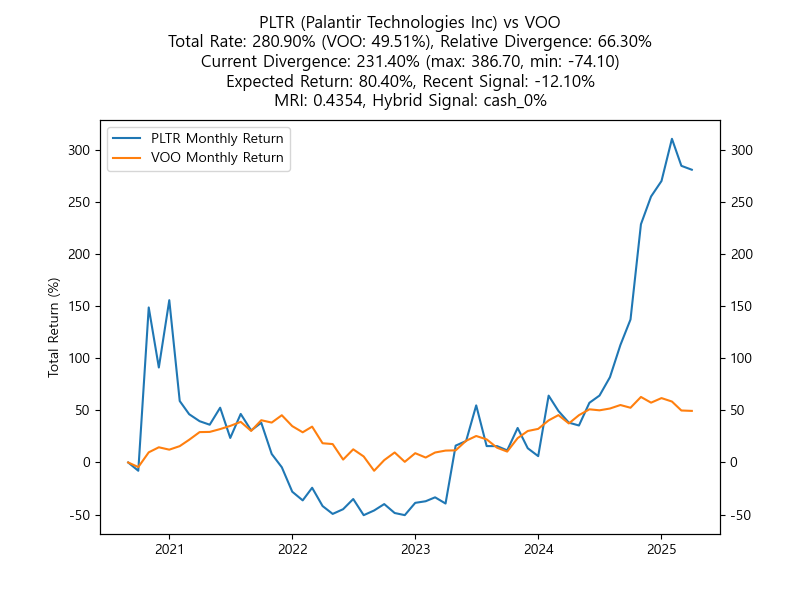 PLTR (Palantir Technologies Inc) vs VOO
Total Rate: 280.90% (VOO: 49.51%), Relative Divergence: 66.30%
Current Divergence: 231.40% (max: 386.70, min: -74.10)
Expected Return: 80.40%, Recent Signal: -12.10%
MRI: 0.4354, Hybrid Signal: cash_0%
PLTR Monthly Return
VOO Monthly Return
Total Return (%)
300
250
200
150
100
50
0
-50
300
250
200
150
100
50
0
-50
2021
2022
2023
2024
2025